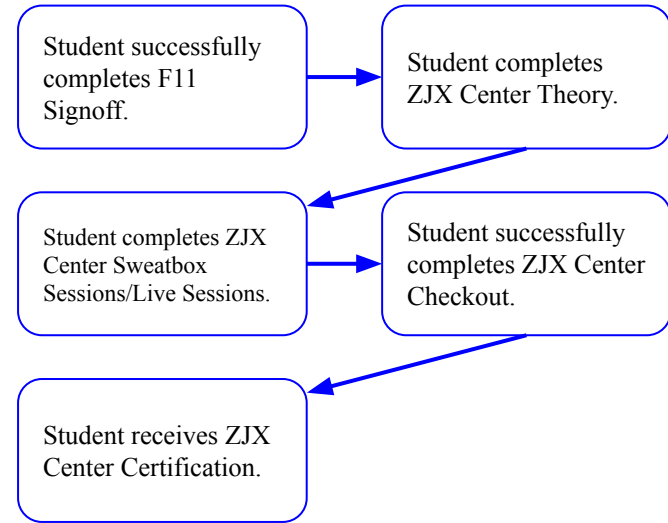 Student successfully
completes F11
Signoff.
Student completes
ZJX Center Theory.
Student completes ZJX
Center Sweatbox
Sessions/Live Sessions.
Student successfully
completes ZJX Center
Checkout.
Student receives ZJX
Center Certification.